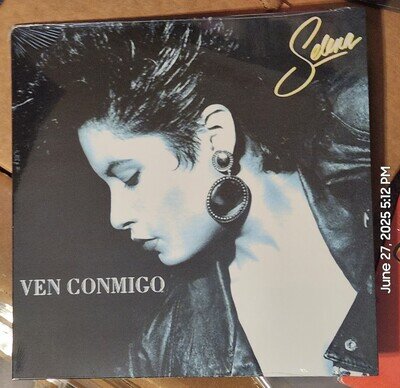 Selena
VEN CONMIGO
June 27, 2025 5:12 PM